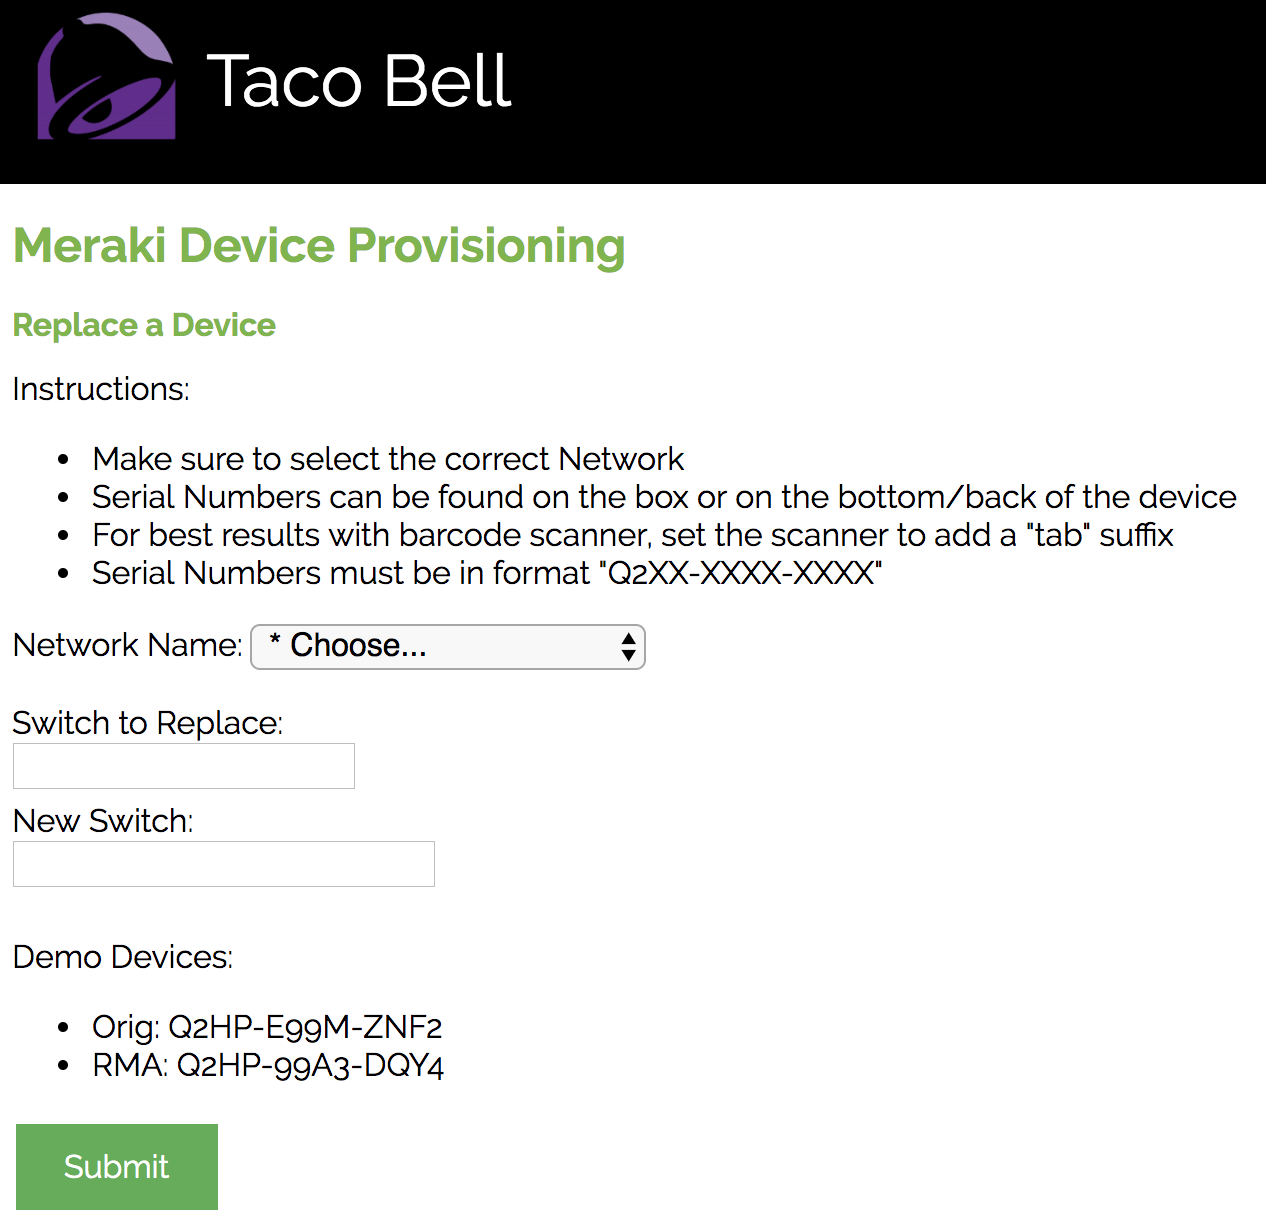 Taco Bell
Meraki Device Provisioning
Replace a Device
Instructions:
• Make sure to select the correct Network
• Serial Numbers can be found on the box or on the bottom/back of the device
• For best results with barcode scanner, set the scanner to add a "tab" suffix
• Serial Numbers must be in format "Q2XX-XXXX-XXXX"
Network Name: * Choose...
Switch to Replace:
New Switch:
Demo Devices:
• Orig: Q2HP-E99M-ZNF2
• RMA: Q2HP-99A3-DQY4
Submit